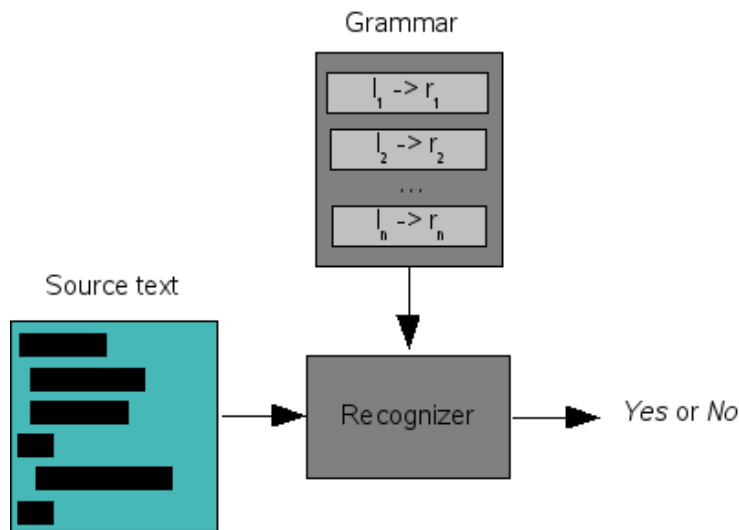 Grammar
l₁ -> r₁
l₂ -> r₂
...
lₙ -> rₙ
Source text
Recognizer
Yes or No